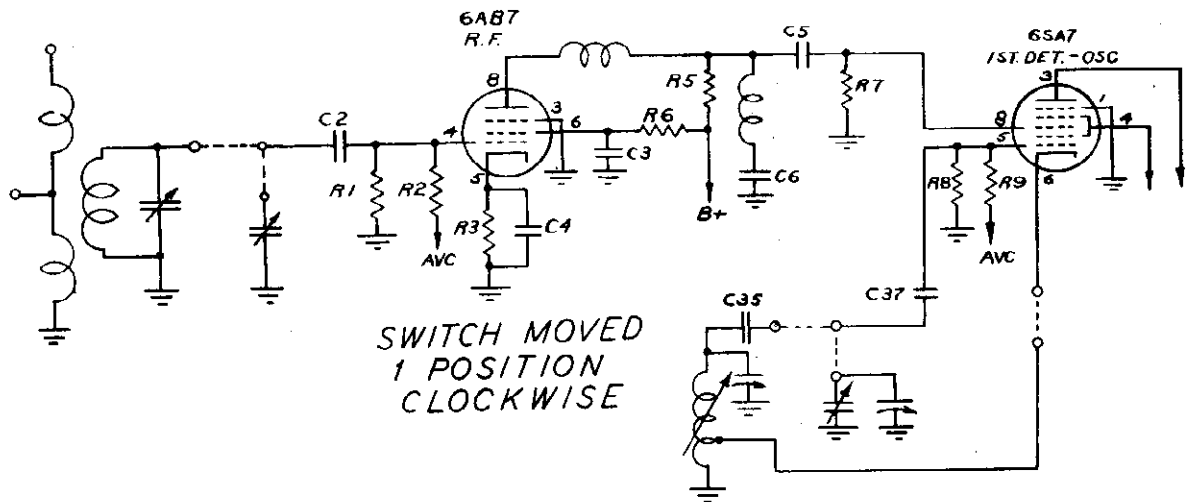 6AB7
R.F.
6SA7
1ST. DET.-OSC
C5
8
3
6
R5
R7
3
1
4
8
5
6
C2
4
R6
C3
5
R1
R2
R3
C4
C6
B+
AVC
R8
R9
AVC
C37
C35
SWITCH MOVED
1 POSITION
CLOCKWISE